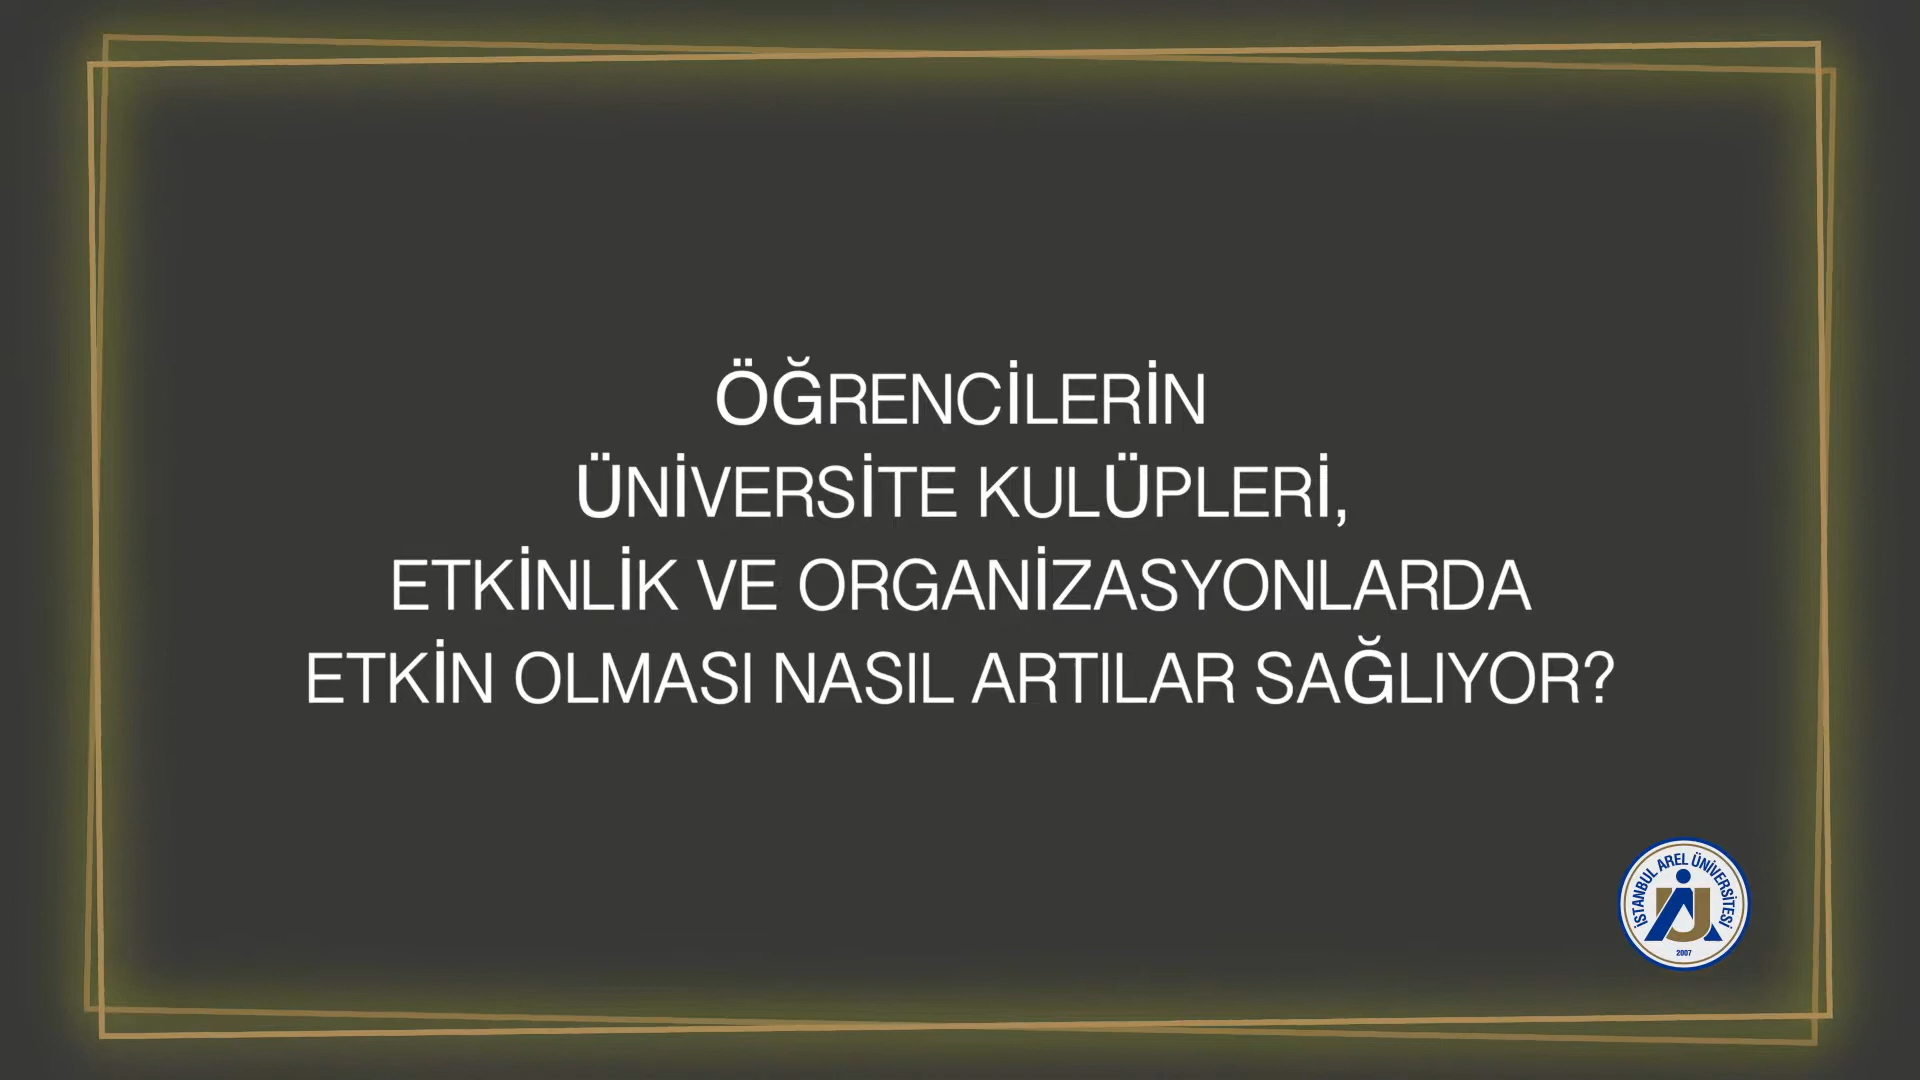 ÖĞRENCİLERİN
ÜNİVERSİTE KULÜPLERİ,
ETKİNLİK VE ORGANİZASYONLARDA
ETKİN OLMASI NASIL ARTILAR SAĞLIYOR?
İSTANBUL AREL ÜNİVERSİTESİ
2007